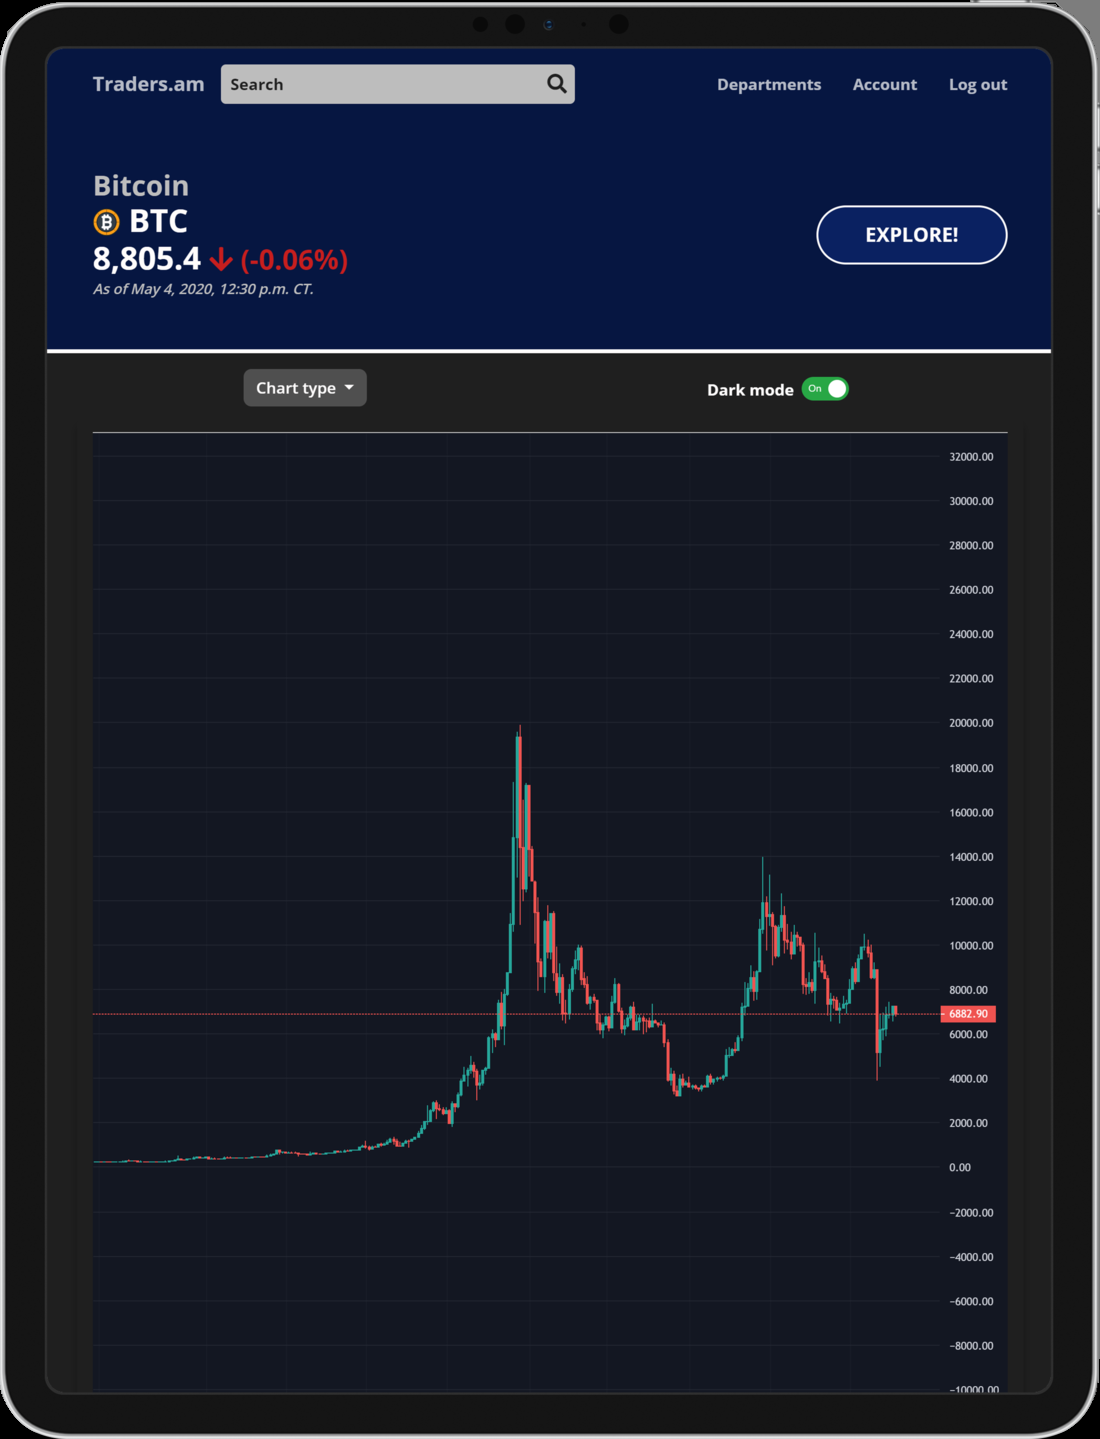 Traders.am
Search
Departments
Account
Log out
Bitcoin
BTC
8,805.4 (-0.06%)
As of May 4, 2020, 12:30 p.m. CT.
EXPLORE!
Chart type
Dark mode
On
32000.00
30000.00
28000.00
26000.00
24000.00
22000.00
20000.00
18000.00
16000.00
14000.00
12000.00
10000.00
8000.00
6882.90
6000.00
4000.00
2000.00
0.00
−2000.00
−4000.00
−6000.00
−8000.00
−10000.00